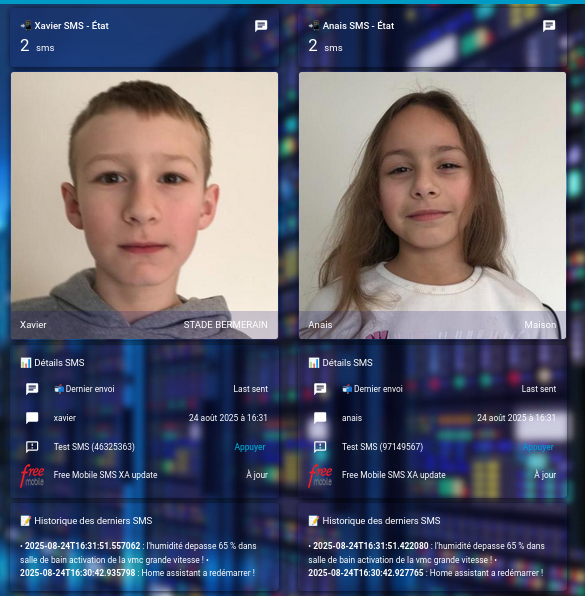 Xavier SMS - État
2 sms
Xavier STADE BERMERAIN
Détails SMS
Dernier envoi Last sent
xavier 24 août 2025 à 16:31
Test SMS (46325363) Appuyer
free mobile Free Mobile SMS XA update À jour
Historique des derniers SMS
• 2025-08-24T16:31:51.557062 : l'humidité depasse 65 % dans
salle de bain activation de la vmc grande vitesse ! •
2025-08-24T16:30:42.935798 : Home assistant a redémarrer !
Anais SMS - État
2 sms
Anais Maison
Détails SMS
Dernier envoi Last sent
anais 24 août 2025 à 16:31
Test SMS (97149567) Appuyer
free mobile Free Mobile SMS XA update À jour
Historique des derniers SMS
• 2025-08-24T16:31:51.422080 : l'humidité depasse 65 % dans
salle de bain activation de la vmc grande vitesse ! •
2025-08-24T16:30:42.927765 : Home assistant a redémarrer !